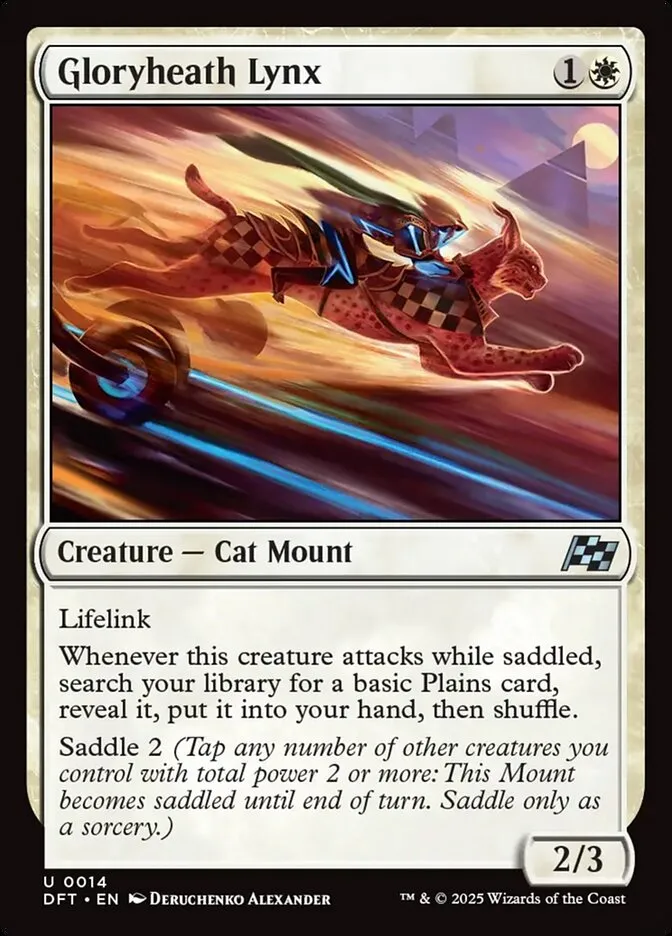 Gloryheath Lynx 1
Creature — Cat Mount
Lifelink
Whenever this creature attacks while saddled,
search your library for a basic Plains card,
reveal it, put it into your hand, then shuffle.
Saddle 2 (Tap any number of other creatures you
control with total power 2 or more: This Mount
becomes saddled until end of turn. Saddle only as
a sorcery.)
2/3
U 0014
DFT • EN Deruchenko Alexander
™ & © 2025 Wizards of the Coast